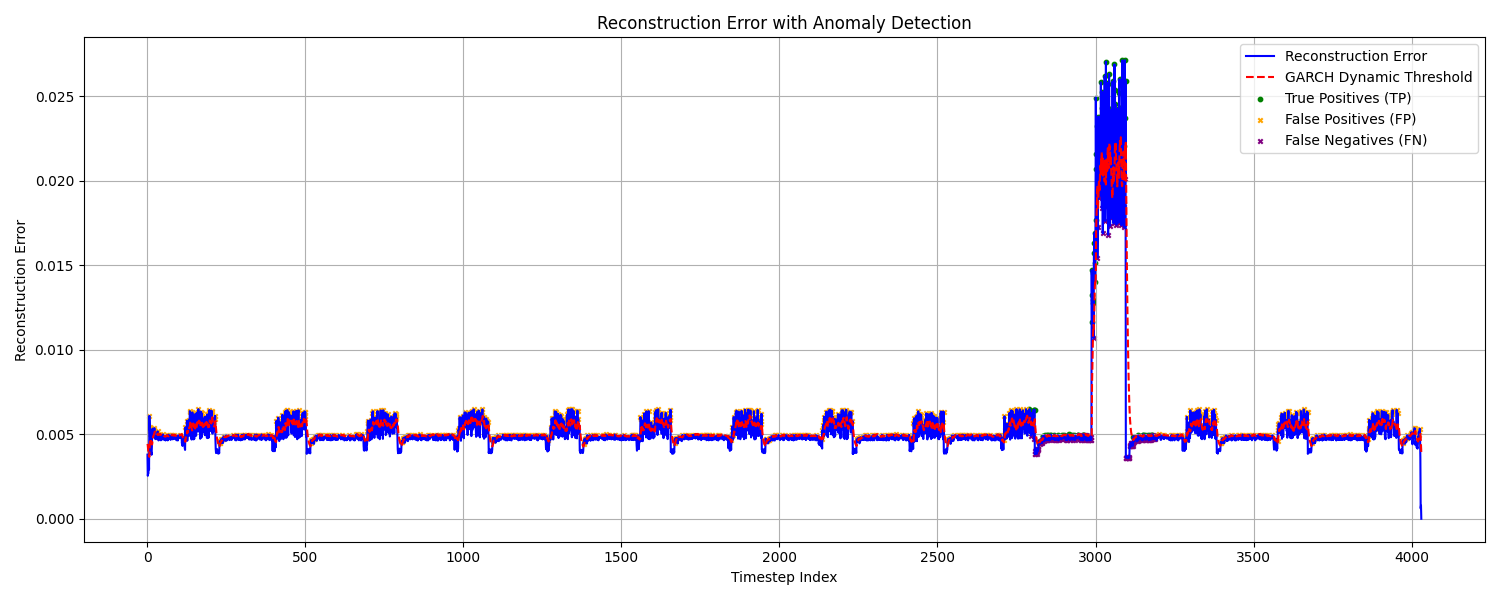 Reconstruction Error with Anomaly Detection
Reconstruction Error
GARCH Dynamic Threshold
True Positives (TP)
False Positives (FP)
False Negatives (FN)
Reconstruction Error
0.025
0.020
0.015
0.010
0.005
0.000
0 500 1000 1500 2000 2500 3000 3500 4000
Timestep Index